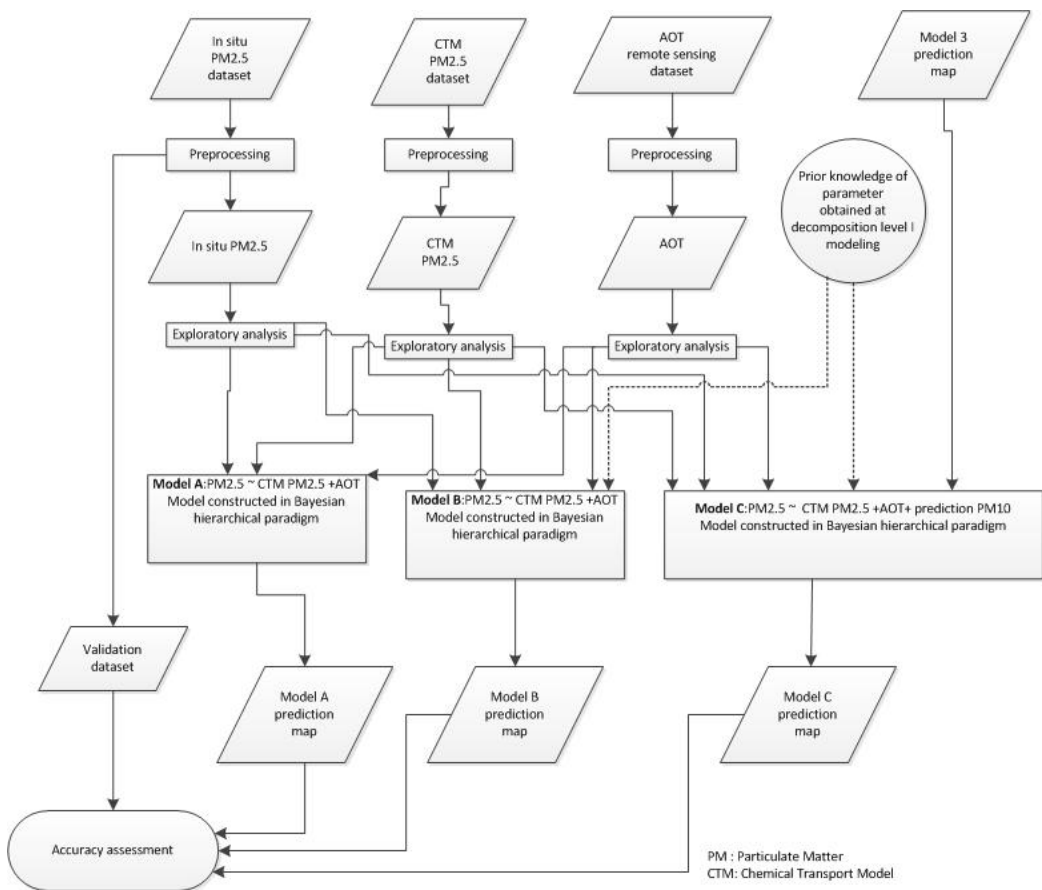 In situ
PM2.5
dataset
CTM
PM2.5
dataset
AOT
remote sensing
dataset
Model 3
prediction
map
Preprocessing
Preprocessing
Preprocessing
Prior knowledge of
parameter
obtained at
decomposition level I
modeling
In situ PM2.5
CTM
PM2.5
AOT
Exploratory analysis
Exploratory analysis
Exploratory analysis
Model A:PM2.5 ~ CTM PM2.5 +AOT
Model constructed in Bayesian
hierarchical paradigm
Model B:PM2.5 ~ CTM PM2.5 +AOT
Model constructed in Bayesian
hierarchical paradigm
Model C:PM2.5 ~ CTM PM2.5 +AOT+ prediction PM10
Model constructed in Bayesian hierarchical paradigm
Validation
dataset
Model A
prediction
map
Model B
prediction
map
Model C
prediction
map
Accuracy assessment
PM : Particulate Matter
CTM: Chemical Transport Model